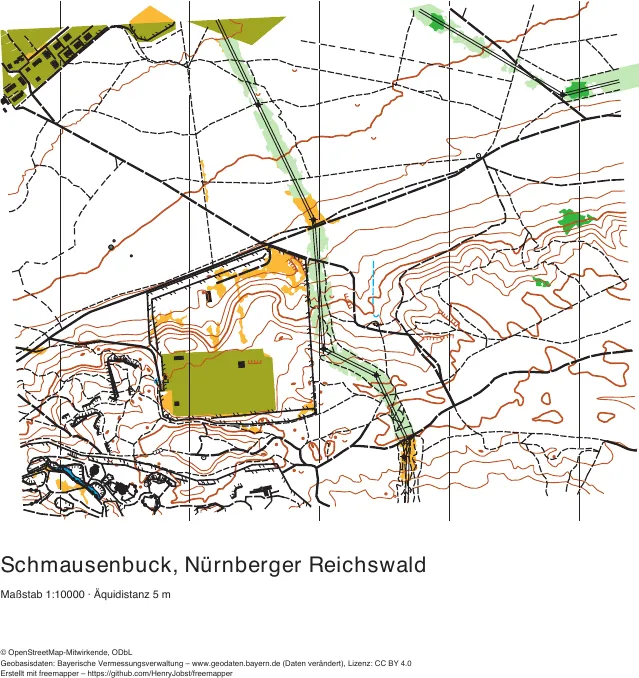 Schmausenbuck, Nürnberger Reichswald
Maßstab 1:10000 · Äquidistanz 5 m
© OpenStreetMap-Mitwirkende, ODbL
Geobasisdaten: Bayerische Vermessungsverwaltung – www.geodaten.bayern.de (Daten verändert), Lizenz: CC BY 4.0
Erstellt mit freemapper – https://github.com/HenryJobst/freemapper